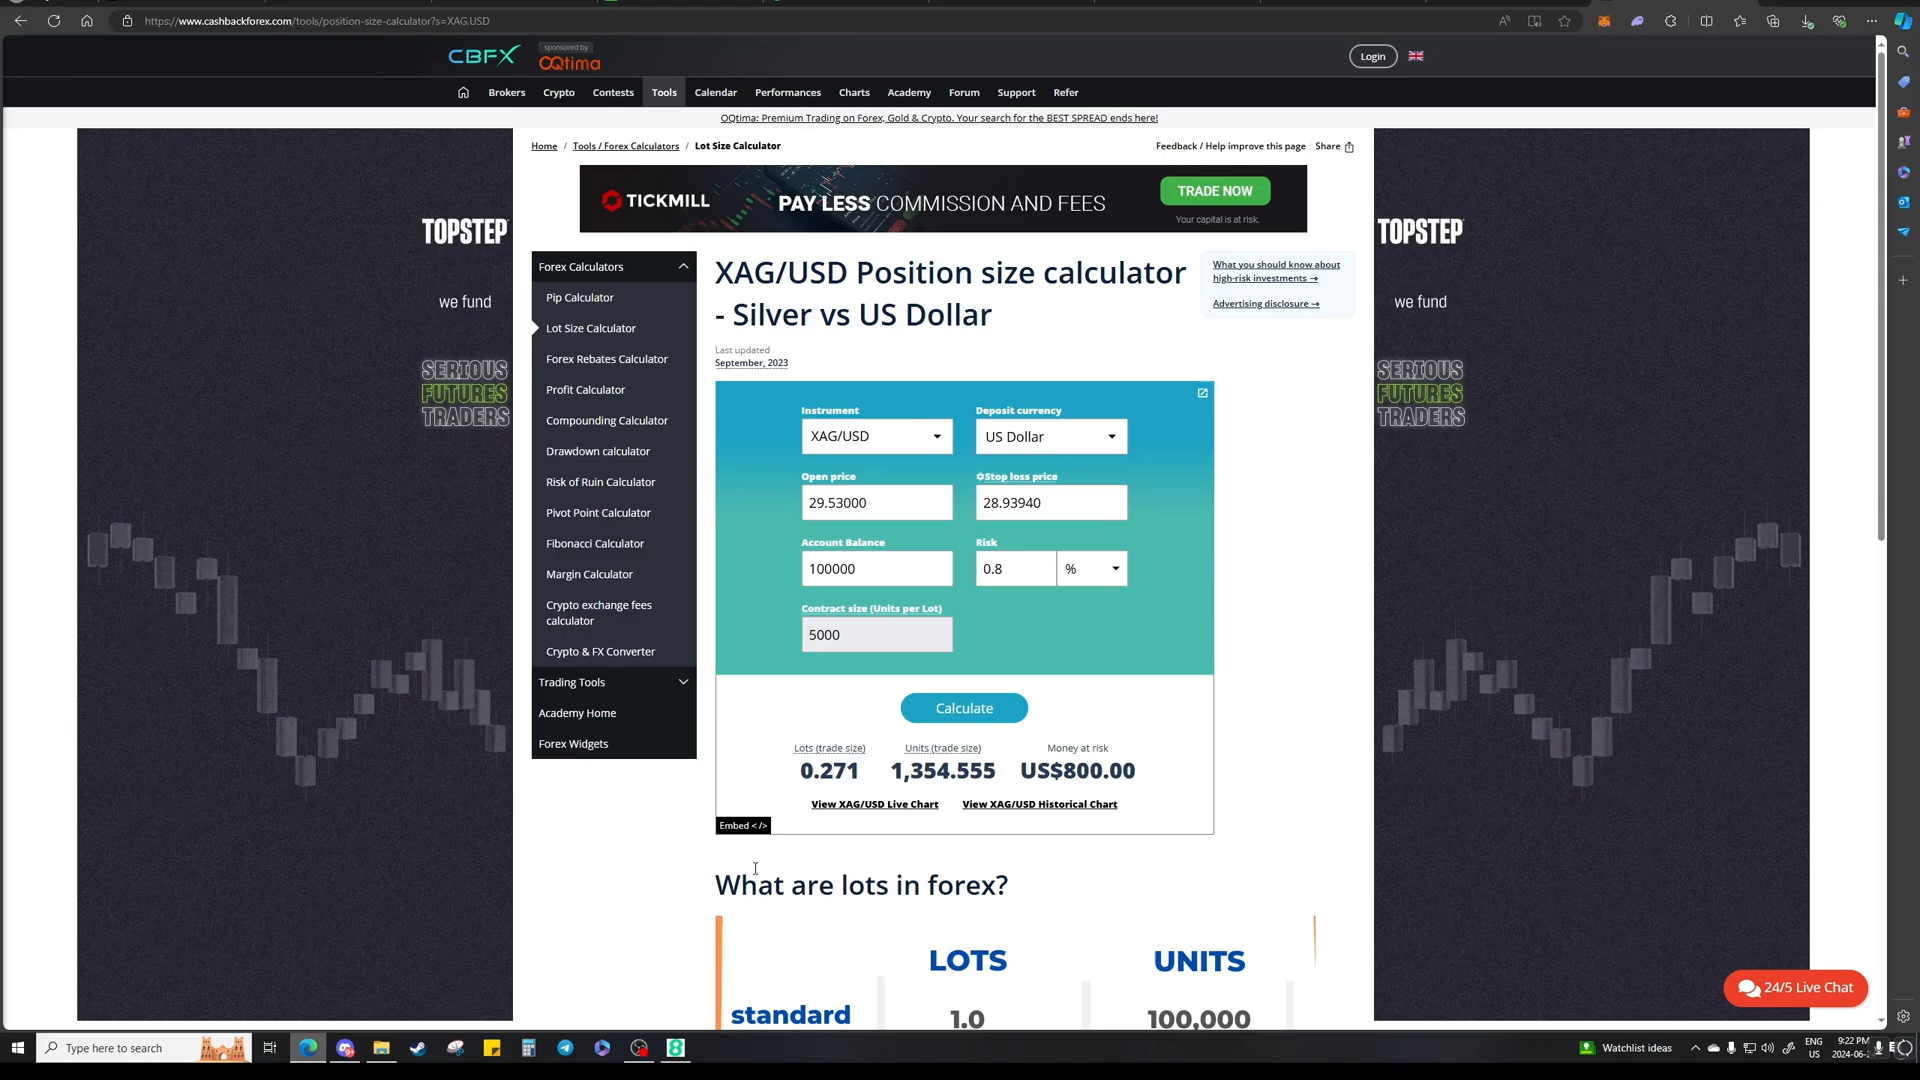 https://www.cashbackforex.com/tools/position-size-calculator?s=XAG.USD
CBFX
sponsored by
OQtima
Login
Brokers
Crypto
Contests
Tools
Calendar
Performances
Charts
Academy
Forum
Support
Refer
OQtima: Premium Trading on Forex, Gold & Crypto. Your search for the BEST SPREAD ends here!
Home / Tools / Forex Calculators / Lot Size Calculator
Feedback / Help improve this page
Share
TICKMILL
PAY LESS COMMISSION AND FEES
TRADE NOW
Your capital is at risk.
TOPSTEP
we fund
SERIOUS
FUTURES
TRADERS
Forex Calculators
Pip Calculator
Lot Size Calculator
Forex Rebates Calculator
Profit Calculator
Compounding Calculator
Drawdown calculator
Risk of Ruin Calculator
Pivot Point Calculator
Fibonacci Calculator
Margin Calculator
Crypto exchange fees
calculator
Crypto & FX Converter
Trading Tools
Academy Home
Forex Widgets
XAG/USD Position size calculator
- Silver vs US Dollar
Last updated
September, 2023
What you should know about
high-risk investments →
Advertising disclosure →
TOPSTEP
we fund
SERIOUS
FUTURES
TRADERS
Instrument
Deposit currency
XAG/USD
US Dollar
Open price
Stop loss price
29.53000
28.93940
Account Balance
Risk
100000
0.8
%
Contract size (Units per Lot)
5000
Calculate
Lots (trade size)
Units (trade size)
Money at risk
0.271
1,354.555
US$800.00
View XAG/USD Live Chart
View XAG/USD Historical Chart
Embed </>
What are lots in forex?
LOTS
UNITS
standard
1.0
100,000
24/5 Live Chat
Type here to search
Watchlist ideas
ENG
US
9:22 PM
2024-06-